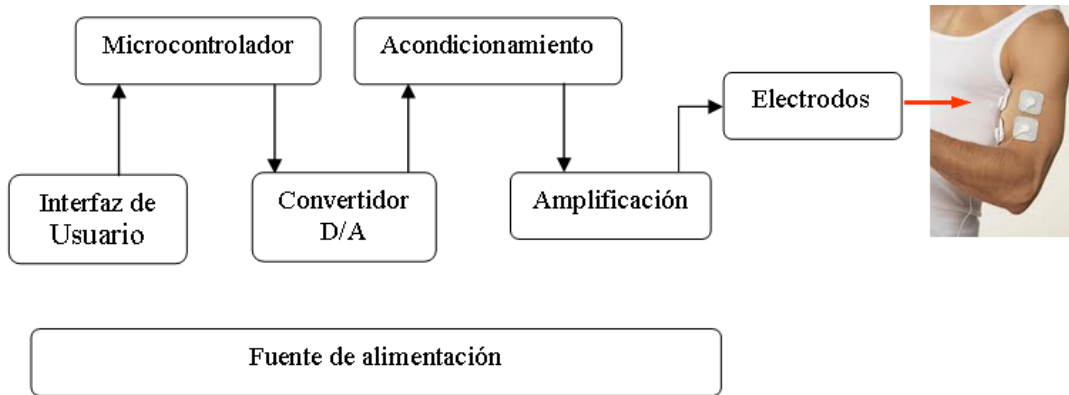 Microcontrolador
Acondicionamiento
Electrodos
Interfaz de
Usuario
Convertidor
D/A
Amplificación
Fuente de alimentación